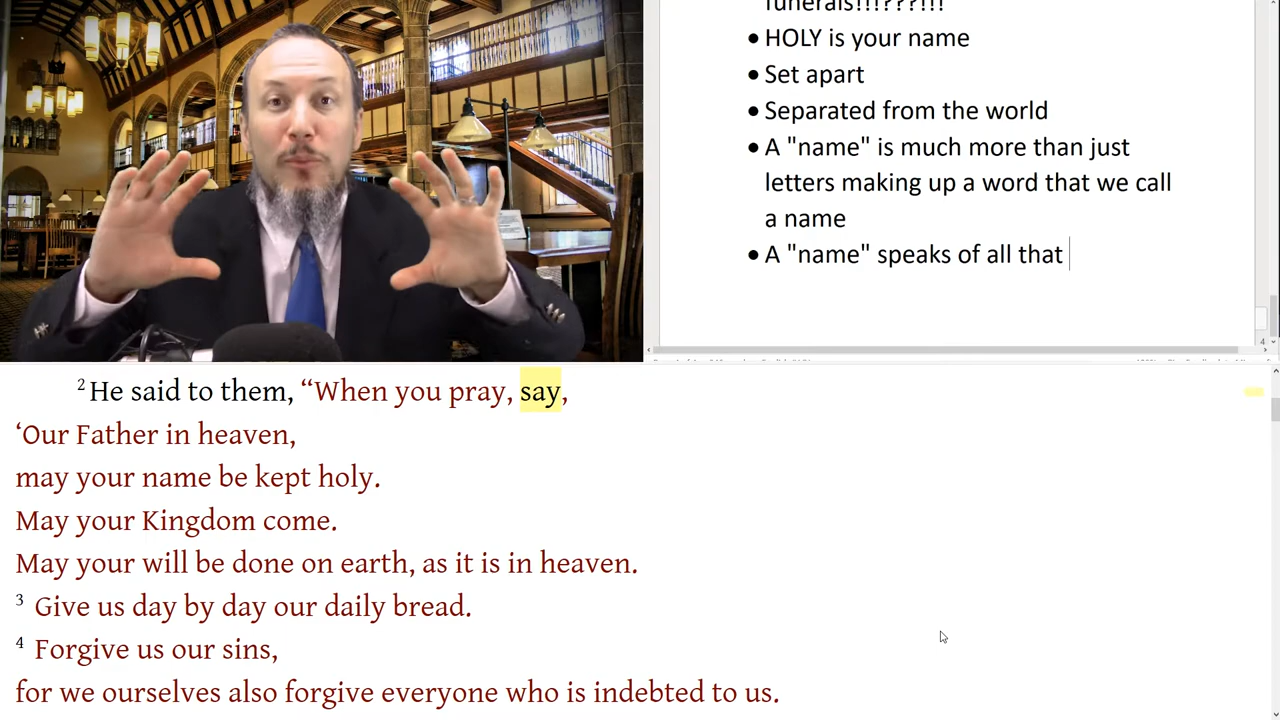 funerals!!!???!!!
• HOLY is your name
• Set apart
• Separated from the world
• A "name" is much more than just
letters making up a word that we call
a name
• A "name" speaks of all that
4
2 He said to them, “When you pray, say,
‘Our Father in heaven,
may your name be kept holy.
May your Kingdom come.
May your will be done on earth, as it is in heaven.
3 Give us day by day our daily bread.
4 Forgive us our sins,
for we ourselves also forgive everyone who is indebted to us.